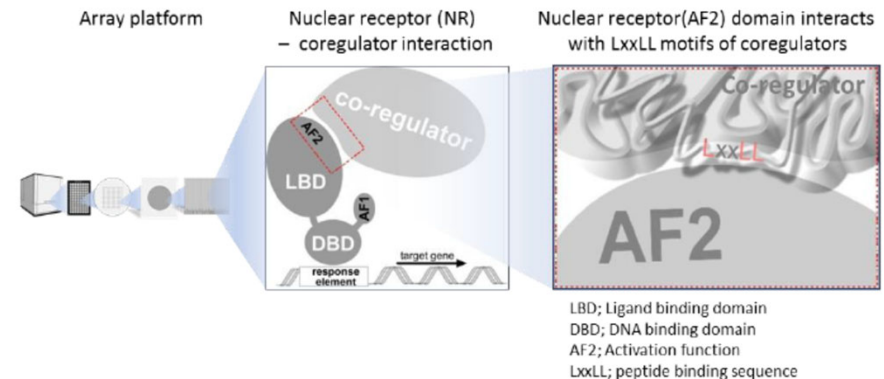 Array platform
Nuclear receptor (NR)
– coregulator interaction
Nuclear receptor(AF2) domain interacts
with LxxLL motifs of coregulators
co-regulator
AF2
LBD
AF1
DBD
target gene
response
element
Co-regulator
LxxLL
AF2
LBD; Ligand binding domain
DBD; DNA binding domain
AF2; Activation function
LxxLL; peptide binding sequence